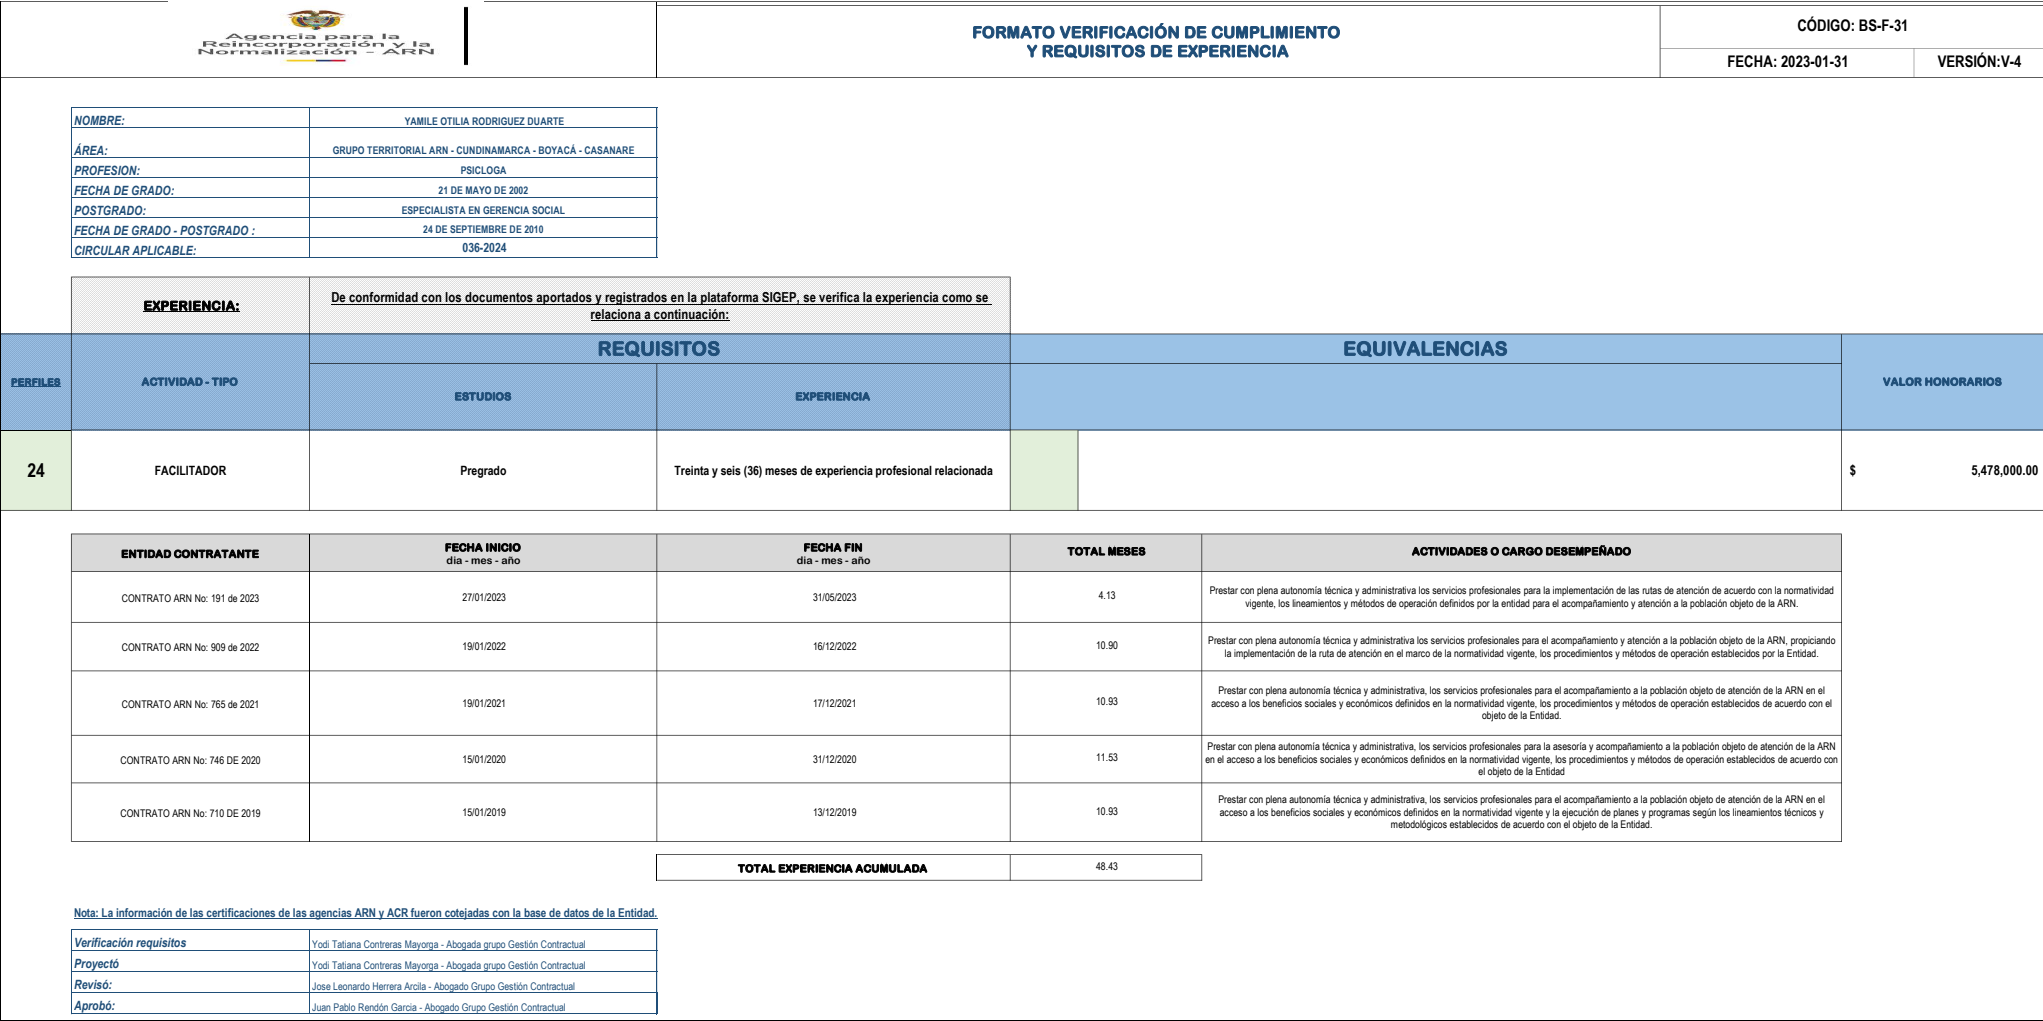 Agencia para la
Reincorporación y la
Normalización - ARN
FORMATO VERIFICACIÓN DE CUMPLIMIENTO
Y REQUISITOS DE EXPERIENCIA
CÓDIGO: BS-F-31
FECHA: 2023-01-31
VERSIÓN:V-4
NOMBRE: YAMILE OTILIA RODRIGUEZ DUARTE
ÁREA: GRUPO TERRITORIAL ARN - CUNDINAMARCA - BOYACÁ - CASANARE
PROFESION: PSICLOGA
FECHA DE GRADO: 21 DE MAYO DE 2002
POSTGRADO: ESPECIALISTA EN GERENCIA SOCIAL
FECHA DE GRADO - POSTGRADO : 24 DE SEPTIEMBRE DE 2010
CIRCULAR APLICABLE: 036-2024
EXPERIENCIA:
De conformidad con los documentos aportados y registrados en la plataforma SIGEP, se verifica la experiencia como se
relaciona a continuación:
PERFILES
ACTIVIDAD - TIPO
REQUISITOS
ESTUDIOS
EXPERIENCIA
EQUIVALENCIAS
VALOR HONORARIOS
24
FACILITADOR
Pregrado
Treinta y seis (36) meses de experiencia profesional relacionada
$ 5,478,000.00
ENTIDAD CONTRATANTE
FECHA INICIO
dia - mes - año
FECHA FIN
dia - mes - año
TOTAL MESES
ACTIVIDADES O CARGO DESEMPEÑADO
CONTRATO ARN No: 191 de 2023
27/01/2023
31/05/2023
4.13
Prestar con plena autonomía técnica y administrativa los servicios profesionales para la implementación de las rutas de atención de acuerdo con la normatividad
vigente, los lineamientos y métodos de operación definidos por la entidad para el acompañamiento y atención a la población objeto de la ARN.
CONTRATO ARN No: 909 de 2022
19/01/2022
16/12/2022
10.90
Prestar con plena autonomía técnica y administrativa los servicios profesionales para el acompañamiento y atención a la población objeto de la ARN, propiciando
la implementación de la ruta de atención en el marco de la normatividad vigente, los procedimientos y métodos de operación establecidos por la Entidad.
CONTRATO ARN No: 765 de 2021
19/01/2021
17/12/2021
10.93
Prestar con plena autonomía técnica y administrativa, los servicios profesionales para el acompañamiento a la población objeto de atención de la ARN en el
acceso a los beneficios sociales y económicos definidos en la normatividad vigente, los procedimientos y métodos de operación establecidos de acuerdo con el
objeto de la Entidad.
CONTRATO ARN No: 746 DE 2020
15/01/2020
31/12/2020
11.53
Prestar con plena autonomía técnica y administrativa, los servicios profesionales para la asesoría y acompañamiento a la población objeto de atención de la ARN
en el acceso a los beneficios sociales y económicos definidos en la normatividad vigente, los procedimientos y métodos de operación establecidos de acuerdo con
el objeto de la Entidad
CONTRATO ARN No: 710 DE 2019
15/01/2019
13/12/2019
10.93
Prestar con plena autonomía técnica y administrativa, los servicios profesionales para el acompañamiento a la población objeto de atención de la ARN en el
acceso a los beneficios sociales y económicos definidos en la normatividad vigente y la ejecución de planes y programas según los lineamientos técnicos y
metodológicos establecidos de acuerdo con el objeto de la Entidad.
TOTAL EXPERIENCIA ACUMULADA
48.43
Nota: La información de las certificaciones de las agencias ARN y ACR fueron cotejadas con la base de datos de la Entidad.
Verificación requisitos Yodi Tatiana Contreras Mayorga - Abogada grupo Gestión Contractual
Proyectó Yodi Tatiana Contreras Mayorga - Abogada grupo Gestión Contractual
Revisó: Jose Leonardo Herrera Arcila - Abogado Grupo Gestión Contractual
Aprobó: Juan Pablo Rendón Garcia - Abogado Grupo Gestión Contractual